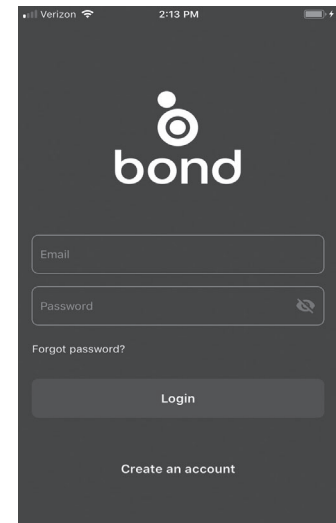 Verizon 2:13 PM
bond
Email
Password
Forgot password?
Login
Create an account